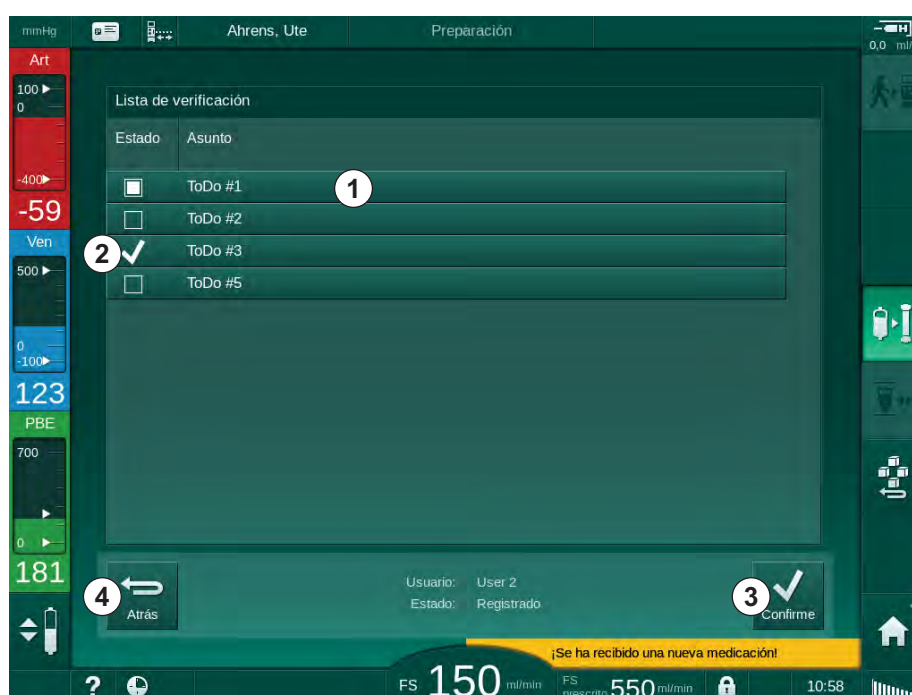 mmHg Ahrens, Ute Preparación
0,0 ml/
Art
100
0
-400
-59
Ven
500
0
-100
123
PBE
700
0
181
Lista de verificación
Estado Asunto
ToDo #1 1
ToDo #2
2 ToDo #3
ToDo #5
4 Atrás
Usuario: User 2
Estado: Registrado
3 Confirme
¡Se ha recibido una nueva medicación!
? FS 150 ml/min FS prescrito 550 ml/min 10:58